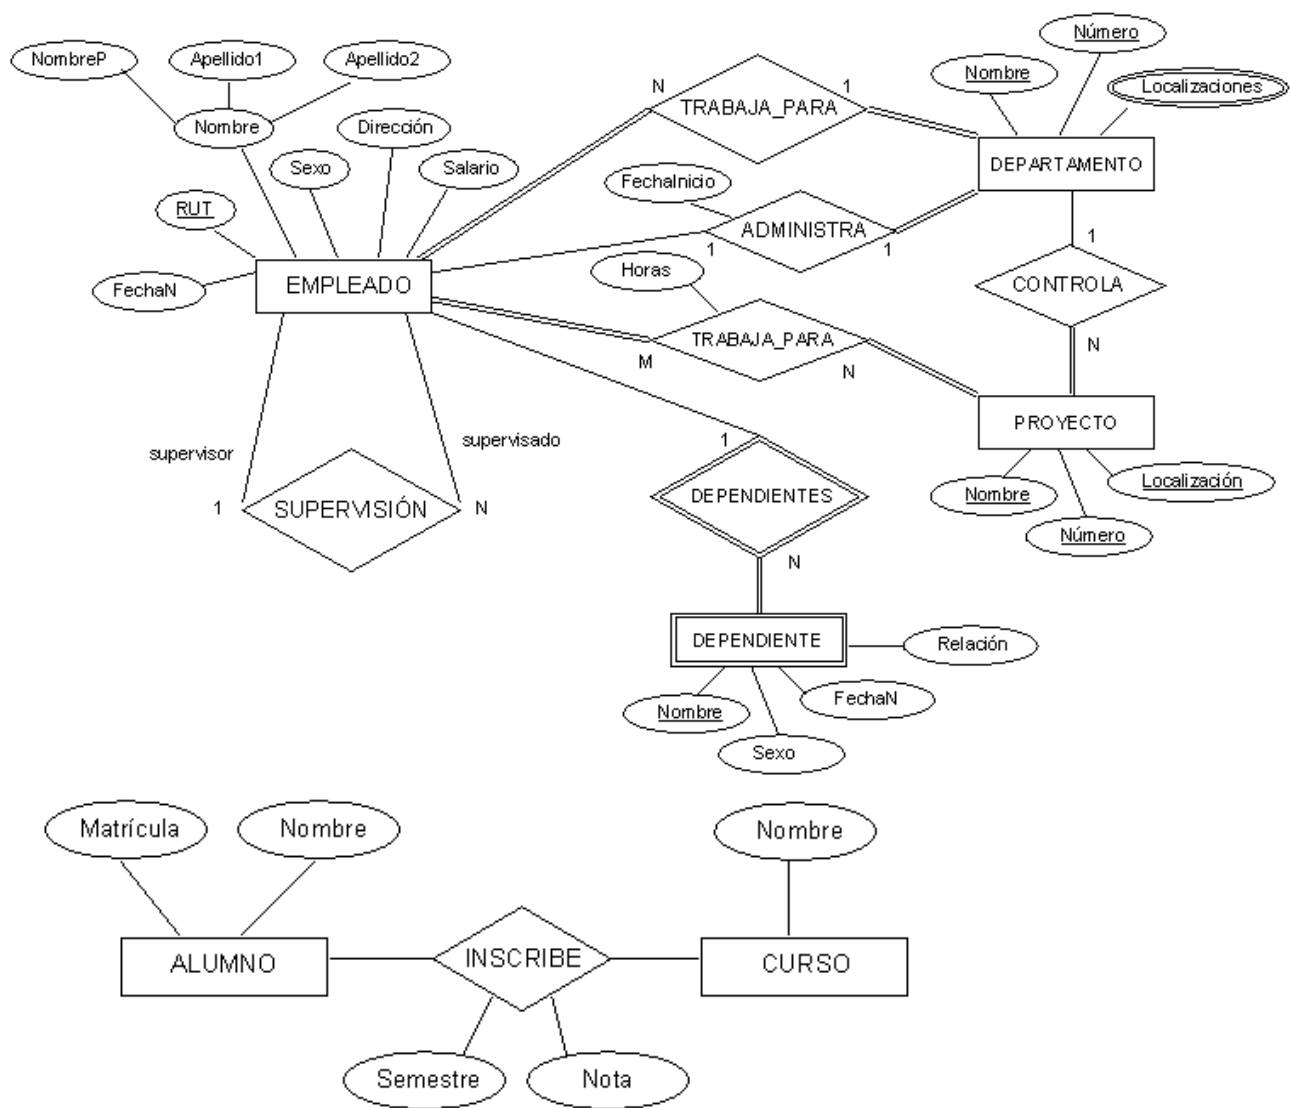 Número
NombreP
Apellido1
Apellido2
Nombre
Localizaciones
N
1
TRABAJA_PARA
Nombre
Dirección
DEPARTAMENTO
Sexo
Salario
FechaInicio
RUT
ADMINISTRA
1
1
1
EMPLEADO
Horas
CONTROLA
FechaN
TRABAJA_PARA
N
M
N
PROYECTO
supervisor
supervisado
1
Localización
Nombre
DEPENDIENTES
1
SUPERVISIÓN
N
Número
N
DEPENDIENTE
Relación
FechaN
Nombre
Sexo
Matrícula
Nombre
Nombre
ALUMNO
INSCRIBE
CURSO
Semestre
Nota